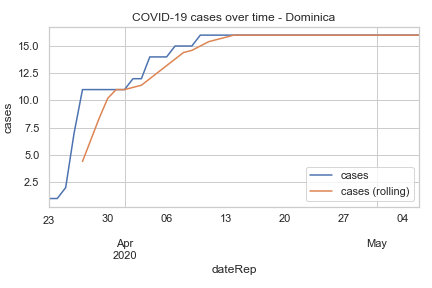 COVID-19 cases over time - Dominica
15.0
12.5
10.0
7.5
5.0
2.5
cases
cases
cases (rolling)
23 30 06 13 20 27 04
Apr May
2020
dateRep